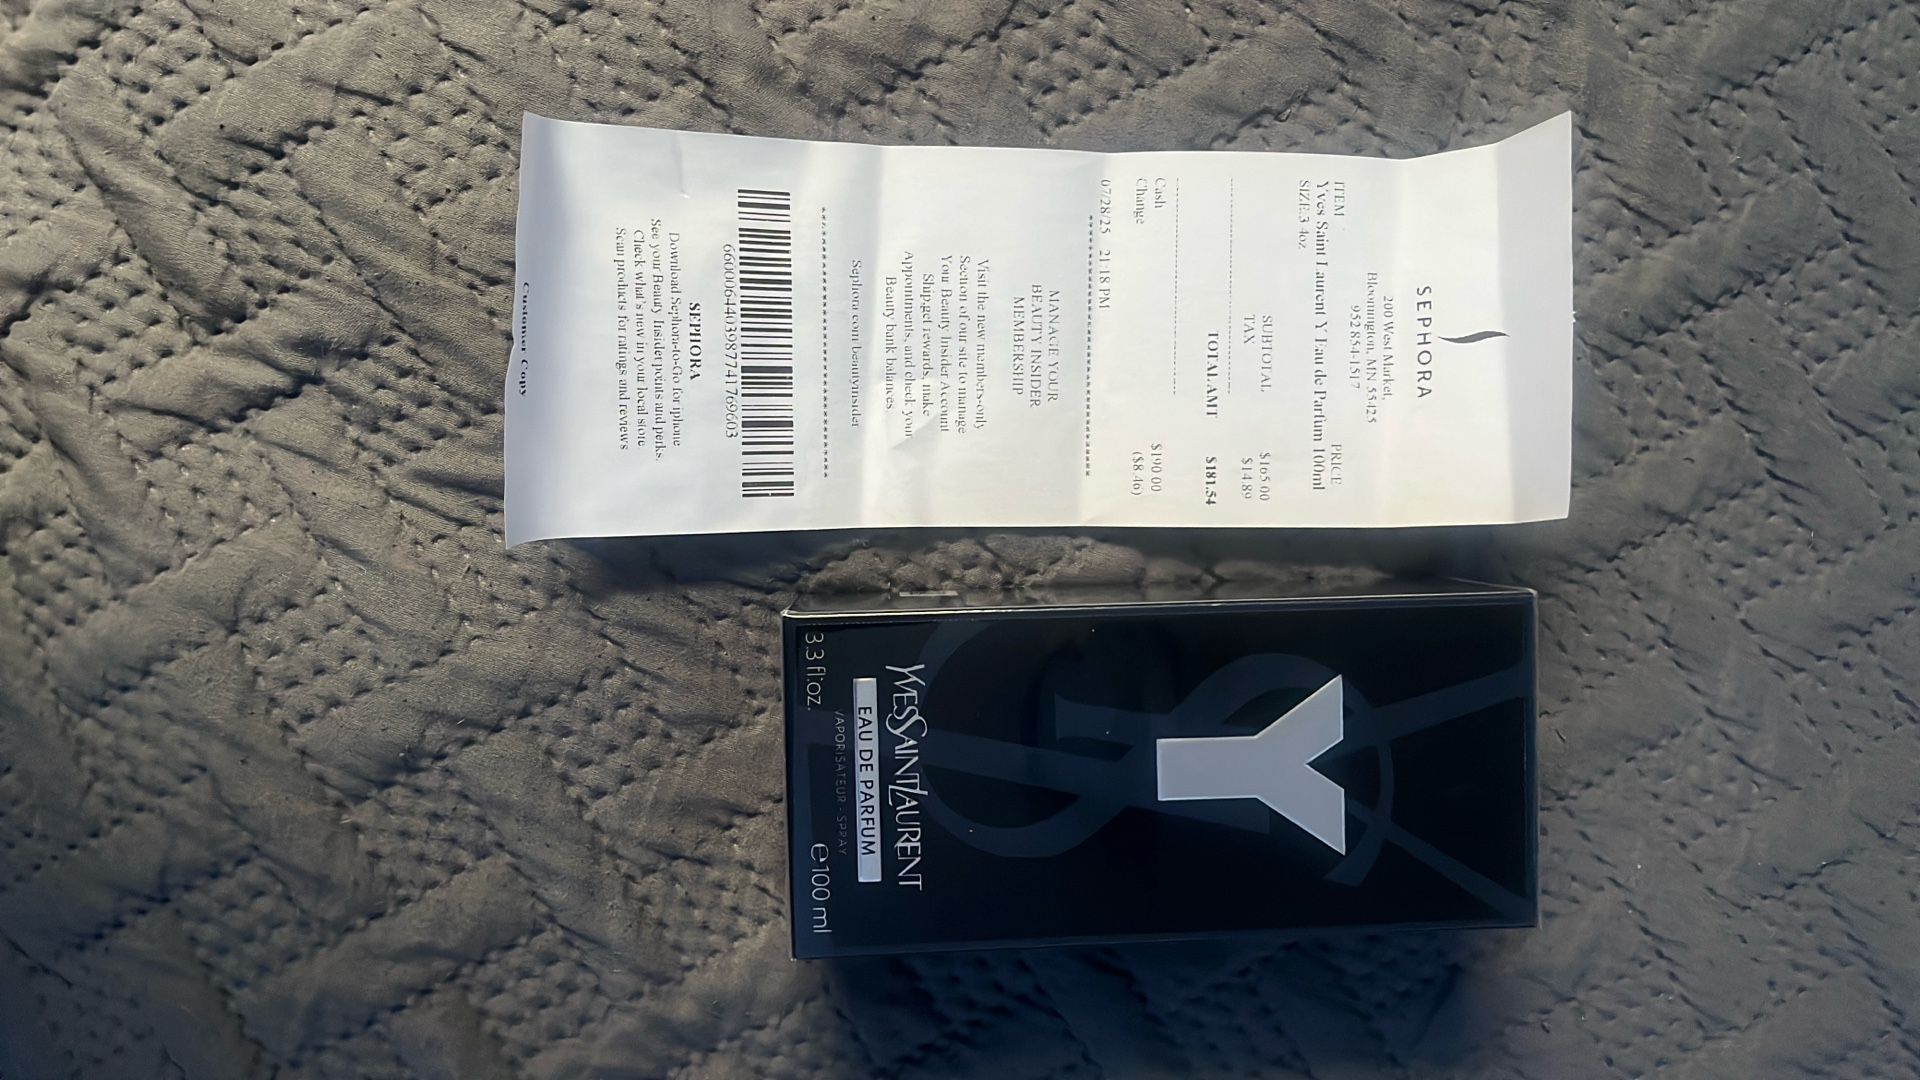 SEPHORA
200 West Market,
Bloomington, MN 55425
952 854-1517
ITEM PRICE
Yves Saint Laurent Y Eau de Parfum 100ml
SIZE.3 4oz
SUBTOTAL $165.00
TAX $14.89
TOTAL AMT $181.54
Cash $190 00
Change ($8.46)
07/28/25 21 18 PM
MANAGE YOUR
BEAUTY INSIDER
MEMBERSHIP
Visit the new members-only
Section of our site to manage
Your Beauty Insider Account
Ship,get rewards, make
Appointments, and check your
Beauty bank balances
Sephora com beautyinsider
6600064403987741769603
SEPHORA
Download Sephora-to-Go for iphone
See your Beauty Insider points and perks.
Check what's new in your local store.
Scan products for ratings and reviews
Customer Copy
Y
YVESSAINTLAURENT
EAU DE PARFUM
VAPORISATEUR - SPRAY
3.3 fl.oz. e100 ml